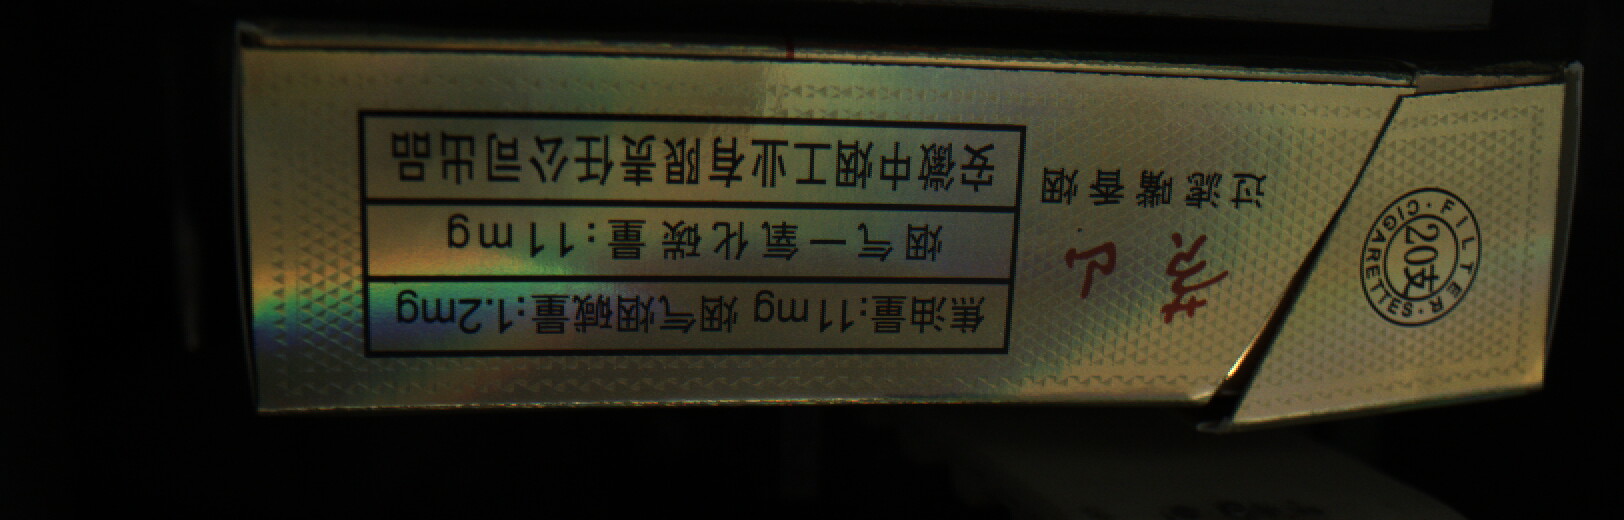 FILTER · CIGARETTES ·
20支
黄山
过滤嘴香烟
焦油量:11mg 烟气烟碱量:1.2mg
烟气一氧化碳量:11mg
安徽中烟工业有限责任公司出品